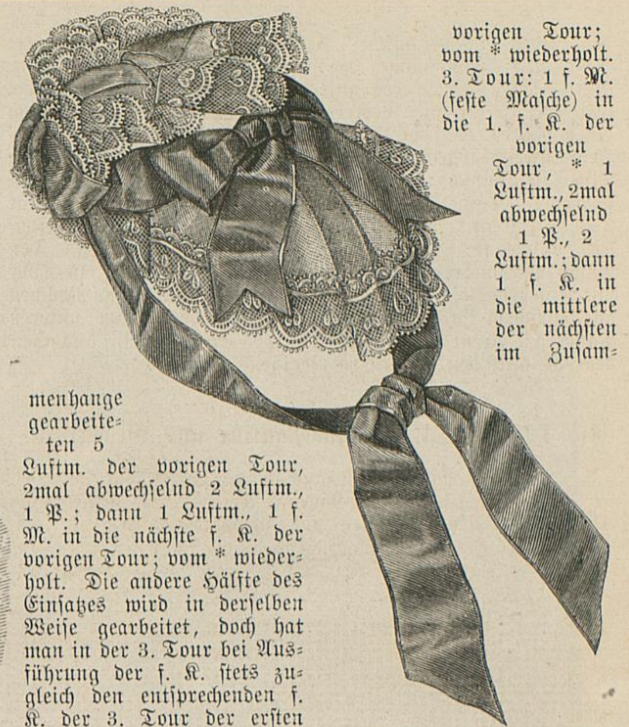 vorigen Tour;
vom * wiederholt.
3. Tour: 1 f. M.
(feste Masche) in
die 1. f. K. der
vorigen
Tour, * 1
Luftm., 2mal
abwechselnd
1 P., 2
Luftm.; dann
1 f. K. in
die mittlere
der nächsten
im Zusam=
menhange
gearbeite=
ten 5
Luftm. der vorigen Tour,
2mal abwechselnd 2 Luftm.,
1 P.; dann 1 Luftm., 1 f.
M. in die nächste f. K. der
vorigen Tour; vom * wieder=
holt. Die andere Hälfte des
Einsatzes wird in derselben
Weise gearbeitet, doch hat
man in der 3. Tour bei Aus=
führung der f. K. stets zu=
gleich den entsprechenden f.
K. der 3. Tour der ersten